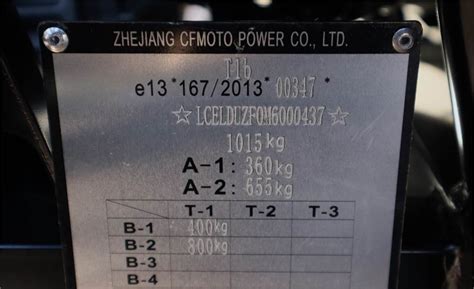 ZHEJIANG CFMOTO POWER CO., LTD.
T1b
e13*167/2013*00347*
☆LCELDUZF0M6000437☆
1015kg
A-1: 360kg
A-2: 655kg
T-1 T-2 T-3
B-1 400kg
B-2 800kg
B-3
B-4